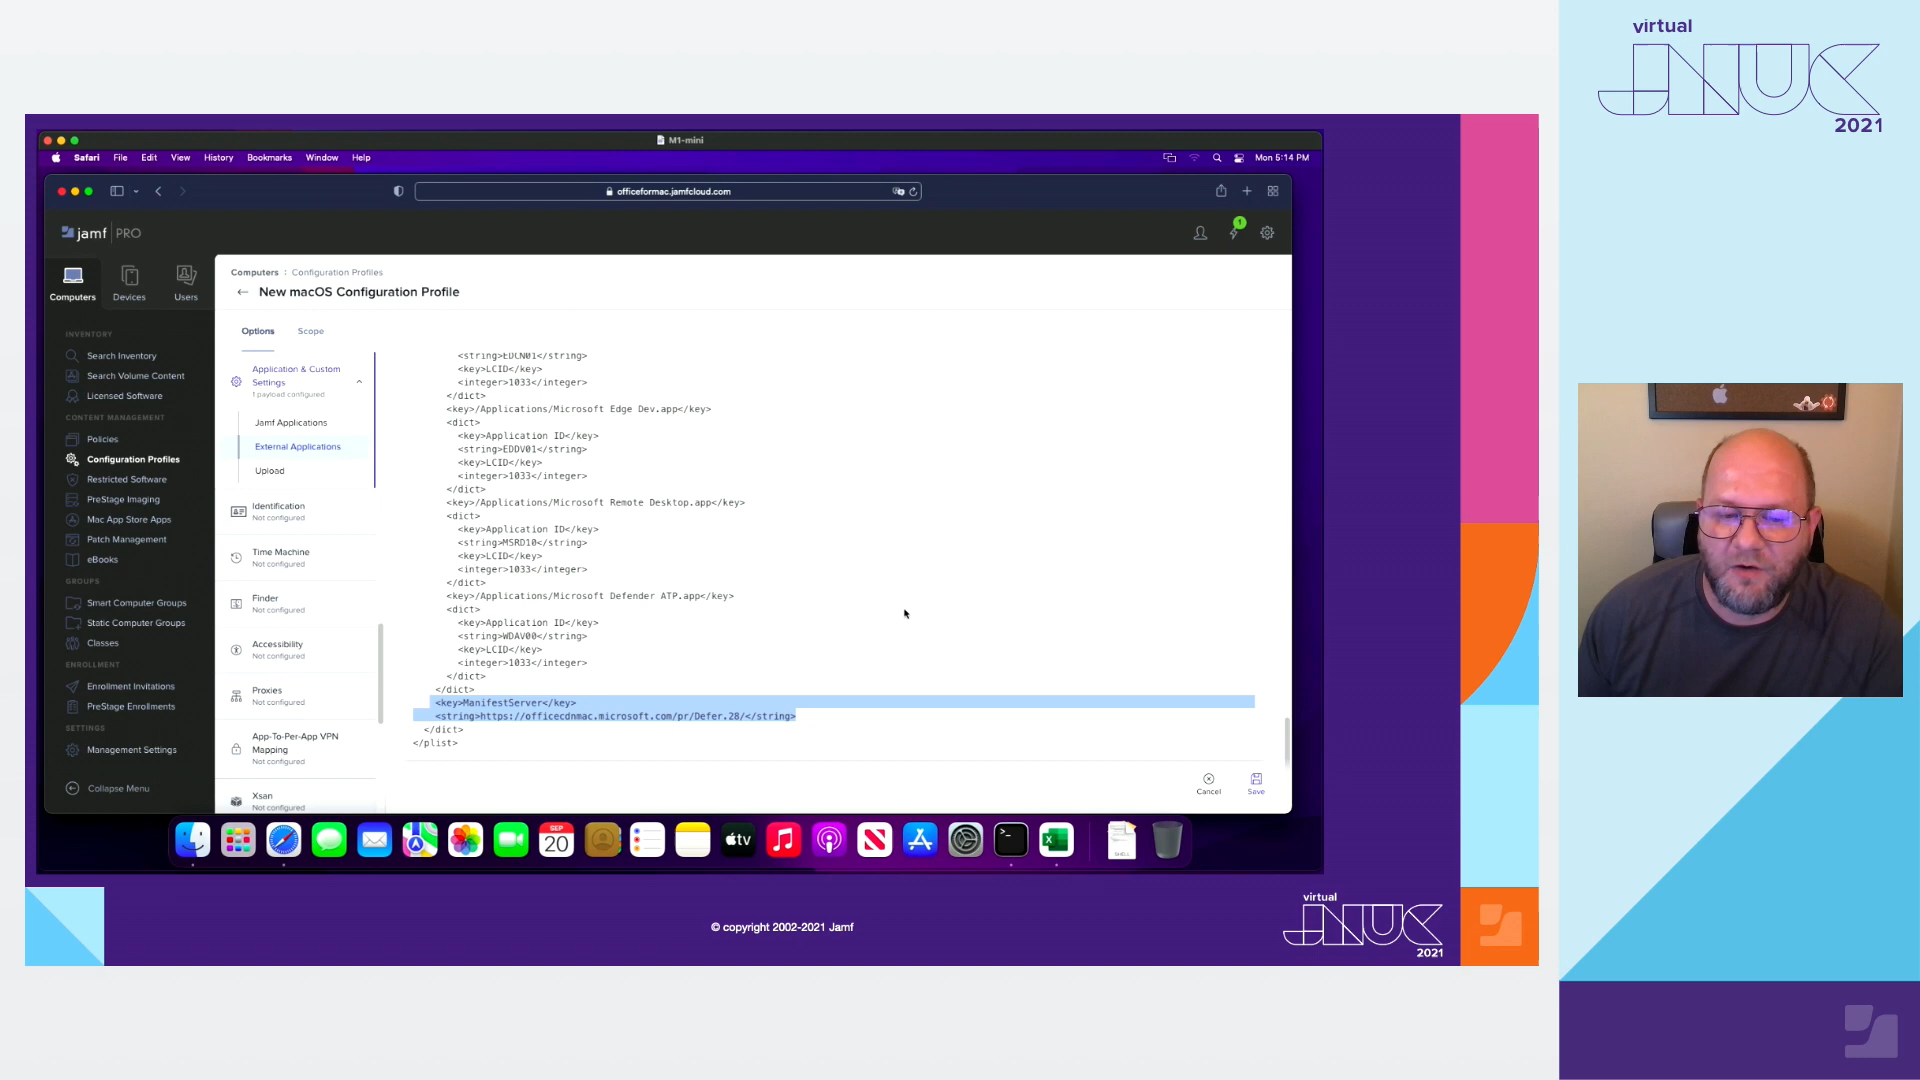 virtual
JNUC
2021
M1-mini
Safari File Edit View History Bookmarks Window Help
Mon 5:14 PM
officeformac.jamfcloud.com
jamf PRO
1
Computers
Devices
Users
INVENTORY
Search Inventory
Search Volume Content
Licensed Software
CONTENT MANAGEMENT
Policies
Configuration Profiles
Restricted Software
PreStage Imaging
Mac App Store Apps
Patch Management
eBooks
GROUPS
Smart Computer Groups
Static Computer Groups
Classes
ENROLLMENT
Enrollment Invitations
PreStage Enrollments
SETTINGS
Management Settings
Collapse Menu
Computers : Configuration Profiles
← New macOS Configuration Profile
Options Scope
Application & Custom
Settings
1 payload configured
Jamf Applications
External Applications
Upload
Identification
Not configured
Time Machine
Not configured
Finder
Not configured
Accessibility
Not configured
Proxies
Not configured
App-To-Per-App VPN
Mapping
Not configured
Xsan
Not configured
<string>EDCN01</string>
<key>LCID</key>
<integer>1033</integer>
</dict>
<key>/Applications/Microsoft Edge Dev.app</key>
<dict>
<key>Application ID</key>
<string>EDDV01</string>
<key>LCID</key>
<integer>1033</integer>
</dict>
<key>/Applications/Microsoft Remote Desktop.app</key>
<dict>
<key>Application ID</key>
<string>MSRD10</string>
<key>LCID</key>
<integer>1033</integer>
</dict>
<key>/Applications/Microsoft Defender ATP.app</key>
<dict>
<key>Application ID</key>
<string>WDAV00</string>
<key>LCID</key>
<integer>1033</integer>
</dict>
</dict>
<key>ManifestServer</key>
<string>https://officecdnmac.microsoft.com/pr/Defer.28/</string>
</dict>
</plist>
Cancel
Save
SEP
20
tv
X
SHELL
© copyright 2002-2021 Jamf
virtual
JNUC
2021